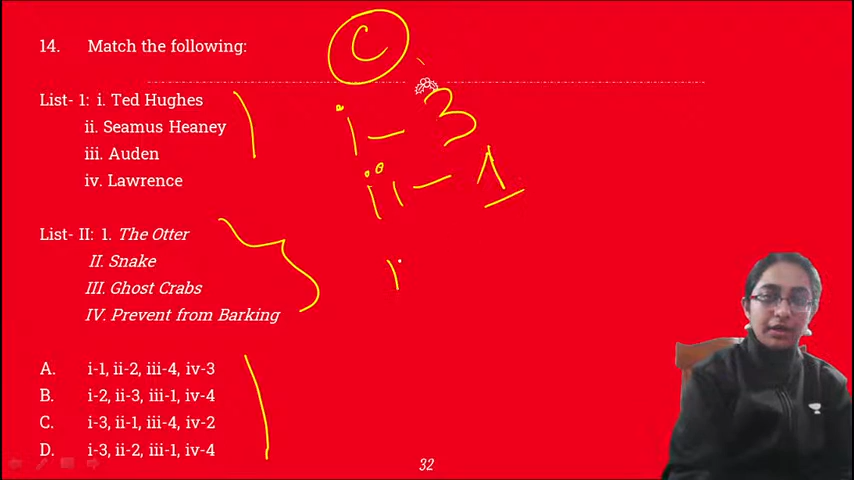 14. Match the following:
C
List- 1: i. Ted Hughes
ii. Seamus Heaney
iii. Auden
iv. Lawrence
i - 3
ii - 1
List- II: 1. The Otter
II. Snake
III. Ghost Crabs
IV. Prevent from Barking
A. i-1, ii-2, iii-4, iv-3
B. i-2, ii-3, iii-1, iv-4
C. i-3, ii-1, iii-4, iv-2
D. i-3, ii-2, iii-1, iv-4
32